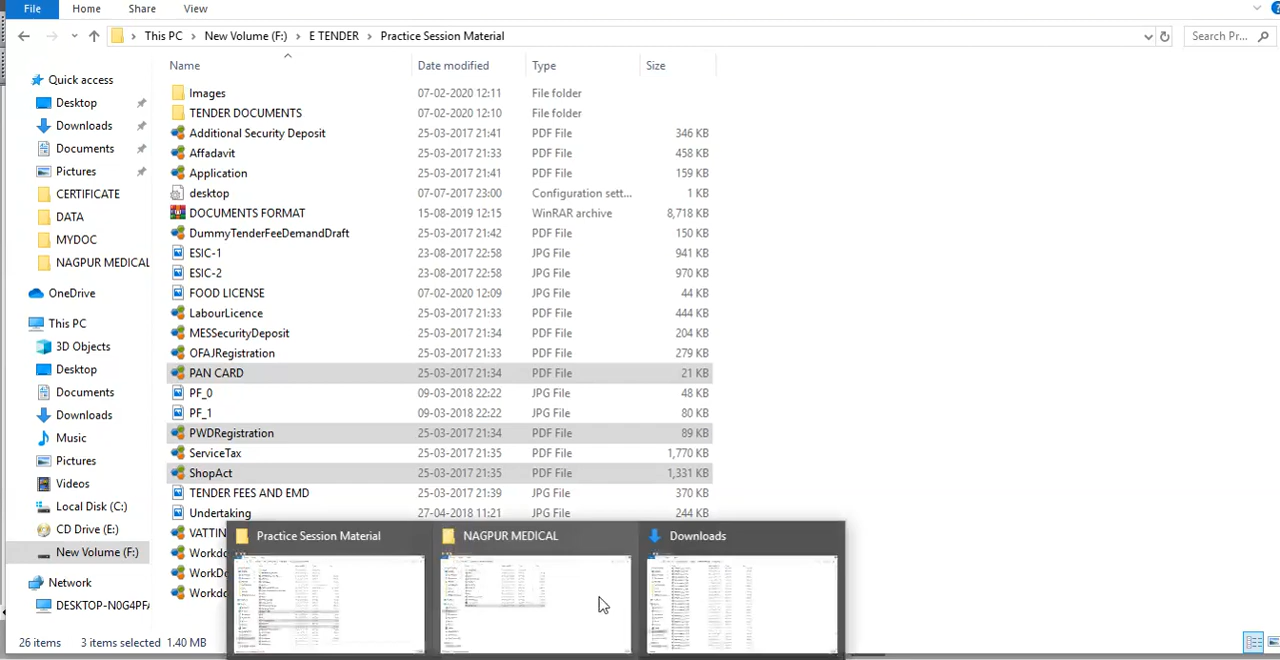 File Home Share View
This PC > New Volume (F:) > E TENDER > Practice Session Material
Search Pr...
Name Date modified Type Size
Quick access
Desktop
Downloads
Documents
Pictures
CERTIFICATE
DATA
MYDOC
NAGPUR MEDICAL
OneDrive
This PC
3D Objects
Desktop
Documents
Downloads
Music
Pictures
Videos
Local Disk (C:)
CD Drive (E:)
New Volume (F:)
Network
DESKTOP-N0G4PFA
Images 07-02-2020 12:11 File folder
TENDER DOCUMENTS 07-02-2020 12:10 File folder
Additional Security Deposit 25-03-2017 21:41 PDF File 346 KB
Affadavit 25-03-2017 21:33 PDF File 458 KB
Application 25-03-2017 21:41 PDF File 159 KB
desktop 07-07-2017 23:00 Configuration sett... 1 KB
DOCUMENTS FORMAT 15-08-2019 12:15 WinRAR archive 8,718 KB
DummyTenderFeeDemandDraft 25-03-2017 21:42 PDF File 150 KB
ESIC-1 23-08-2017 22:58 JPG File 941 KB
ESIC-2 23-08-2017 22:58 JPG File 970 KB
FOOD LICENSE 07-02-2020 12:09 JPG File 44 KB
LabourLicence 25-03-2017 21:33 PDF File 444 KB
MESSecurityDeposit 25-03-2017 21:34 PDF File 204 KB
OFAJRegistration 25-03-2017 21:33 PDF File 279 KB
PAN CARD 25-03-2017 21:34 PDF File 21 KB
PF_0 09-03-2018 22:22 JPG File 48 KB
PF_1 09-03-2018 22:22 JPG File 80 KB
PWDRegistration 25-03-2017 21:34 PDF File 89 KB
ServiceTax 25-03-2017 21:35 PDF File 1,770 KB
ShopAct 25-03-2017 21:35 PDF File 1,331 KB
TENDER FEES AND EMD 25-03-2017 21:39 JPG File 370 KB
Undertaking 27-04-2018 11:21 JPG File 244 KB
VATTIN
Workdo
WorkDo
Workdo
Practice Session Material
NAGPUR MEDICAL
Downloads
26 items 3 items selected 1.40 MB